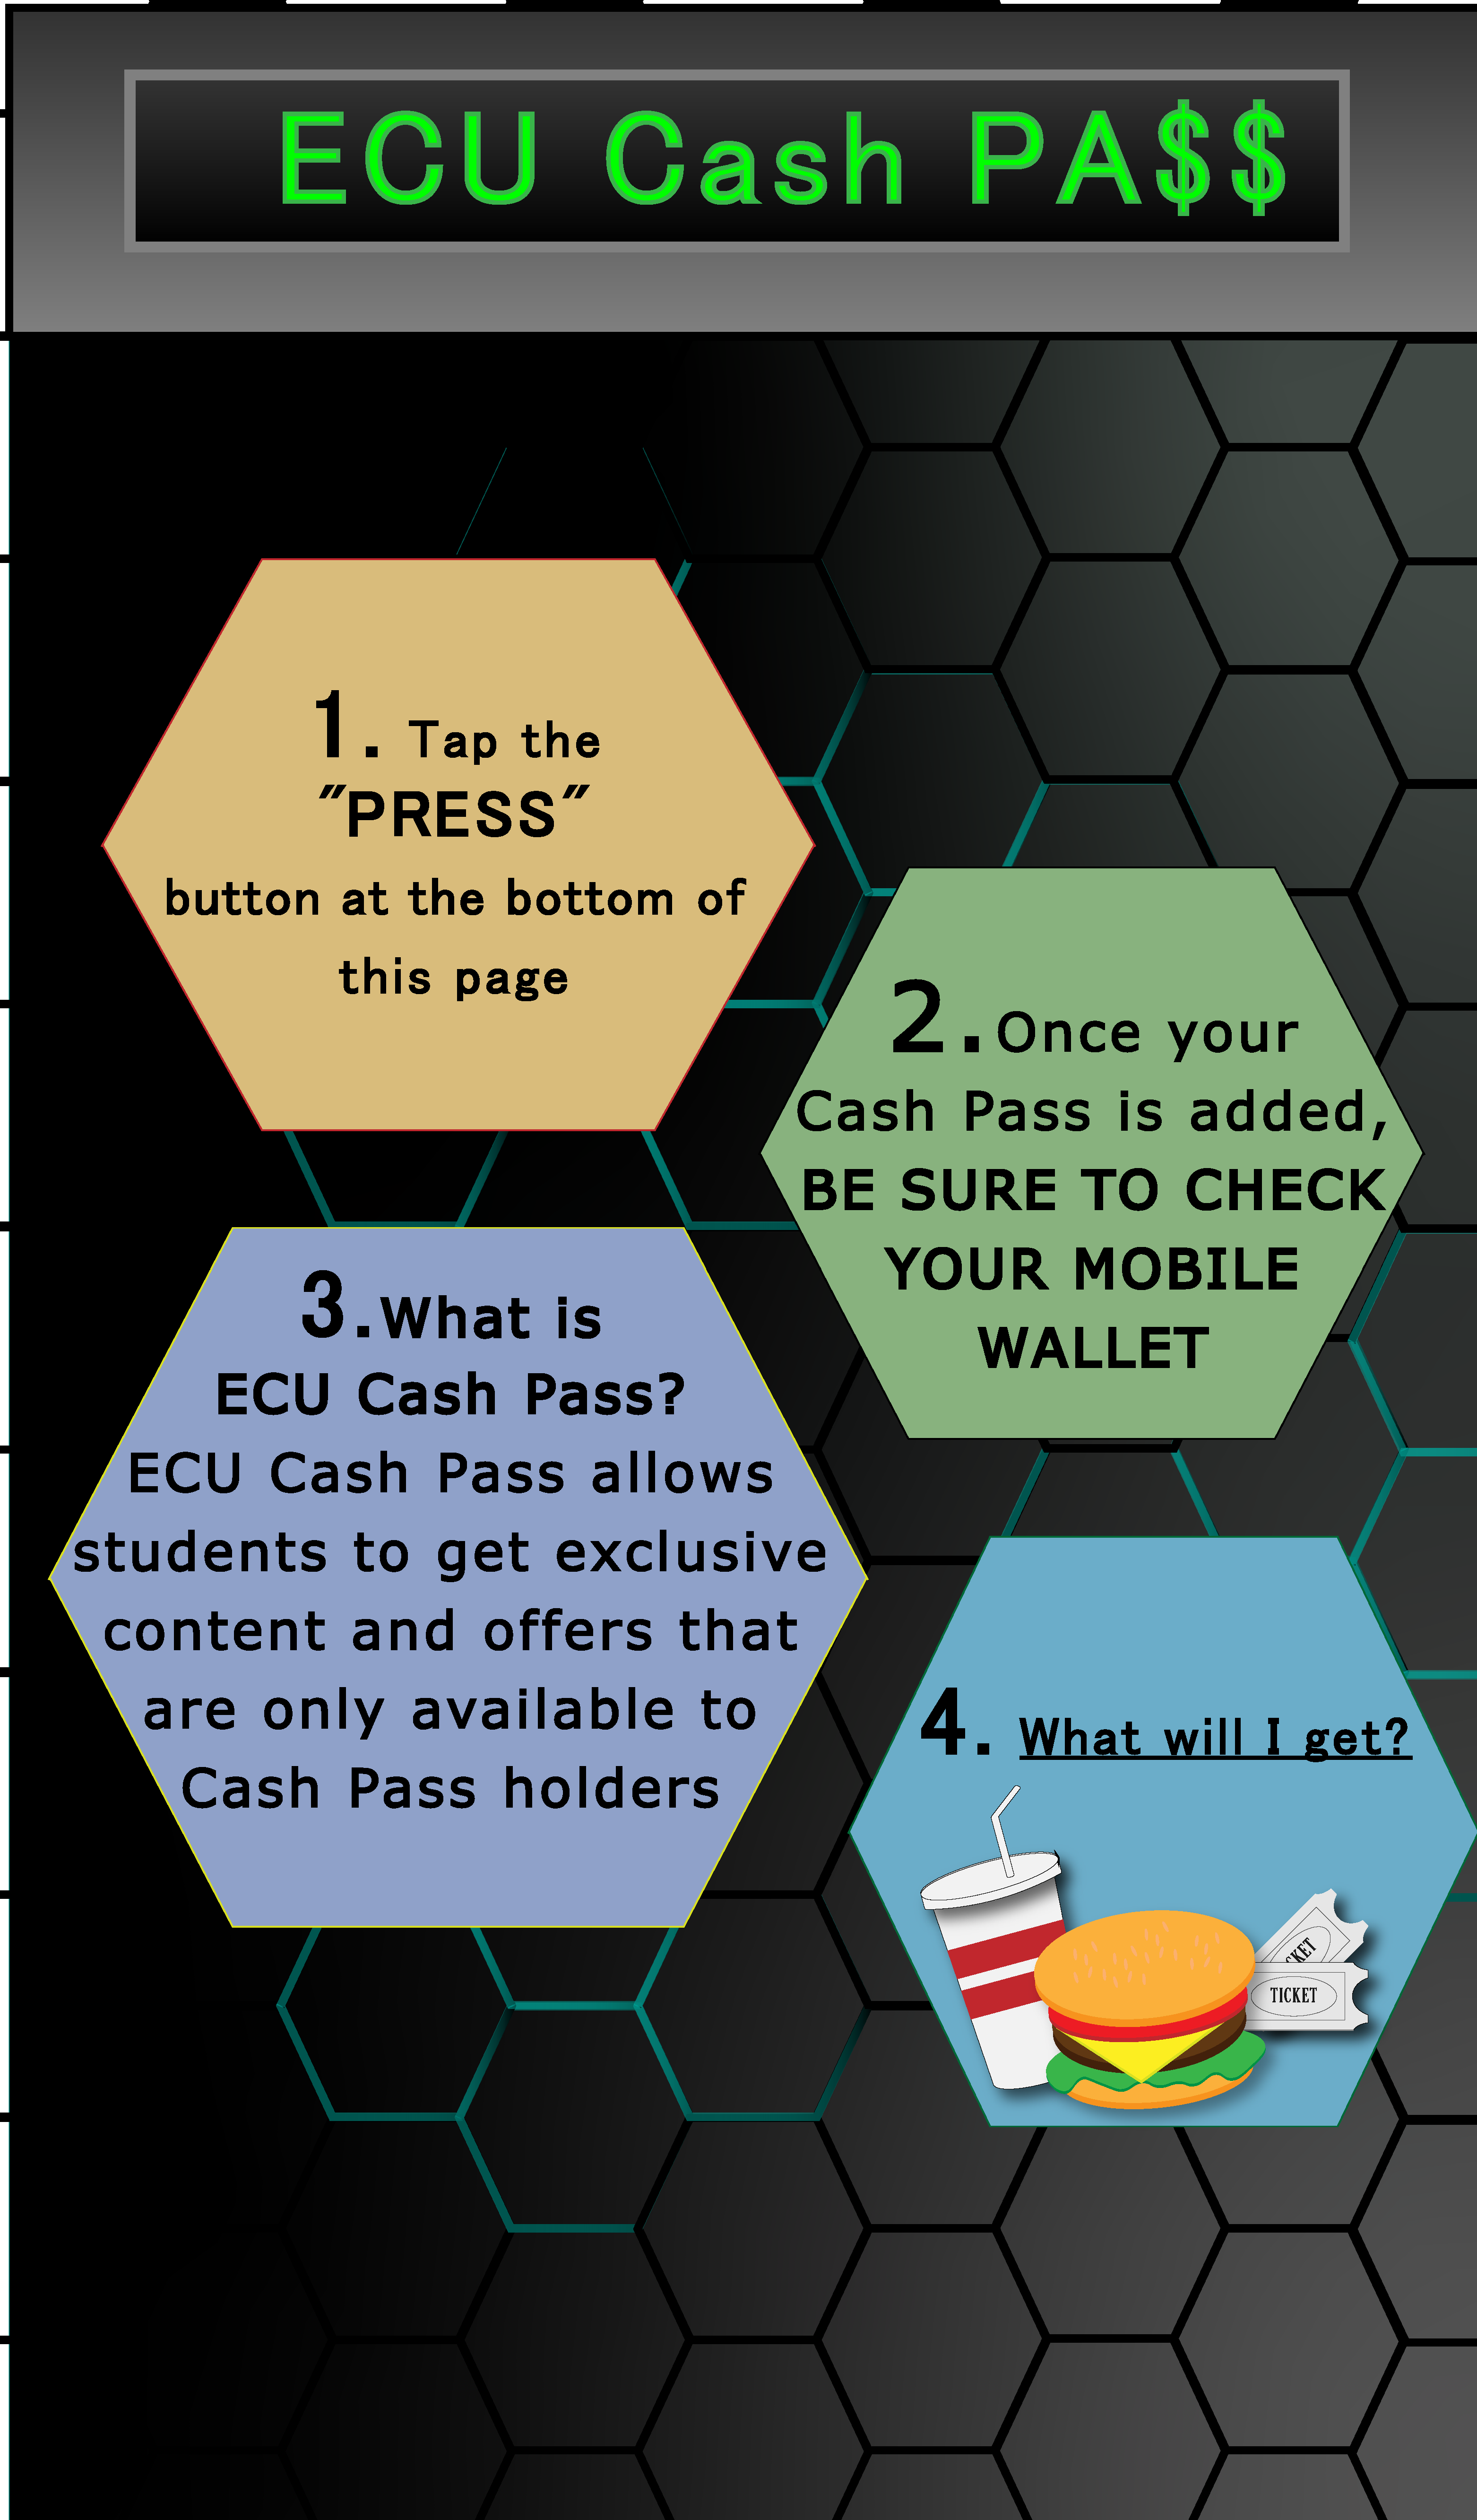 ECU Cash PA$$
1. Tap the
"PRESS"
button at the bottom of
this page
2.Once your
Cash Pass is added,
BE SURE TO CHECK
YOUR MOBILE
WALLET
3.What is
ECU Cash Pass?
ECU Cash Pass allows
students to get exclusive
content and offers that
are only available to
Cash Pass holders
4. What will I get?
TICKET